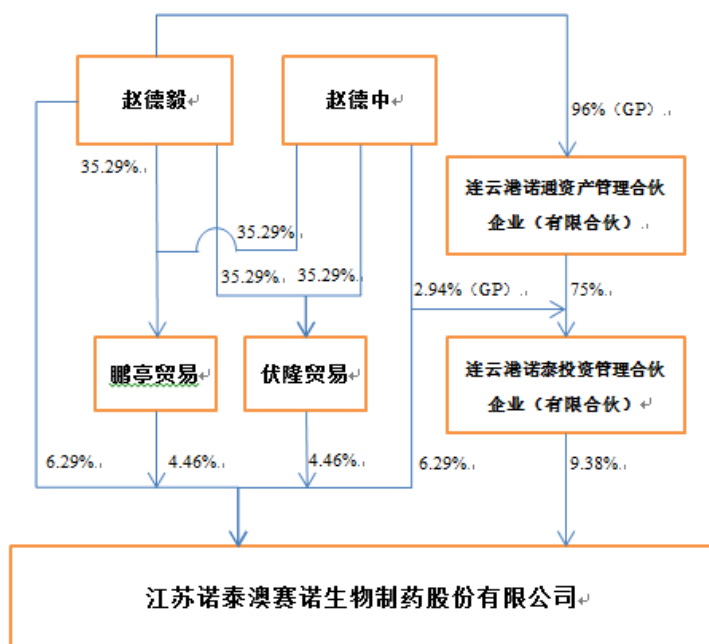 赵德毅
赵德中
96%（GP）
35.29%
连云港诺通资产管理合伙
企业（有限合伙）
35.29%
35.29%
35.29%
2.94%（GP）
75%
鹏亭贸易
伏隆贸易
连云港诺泰投资管理合伙
企业（有限合伙）
6.29%
4.46%
4.46%
6.29%
9.38%
江苏诺泰澳赛诺生物制药股份有限公司